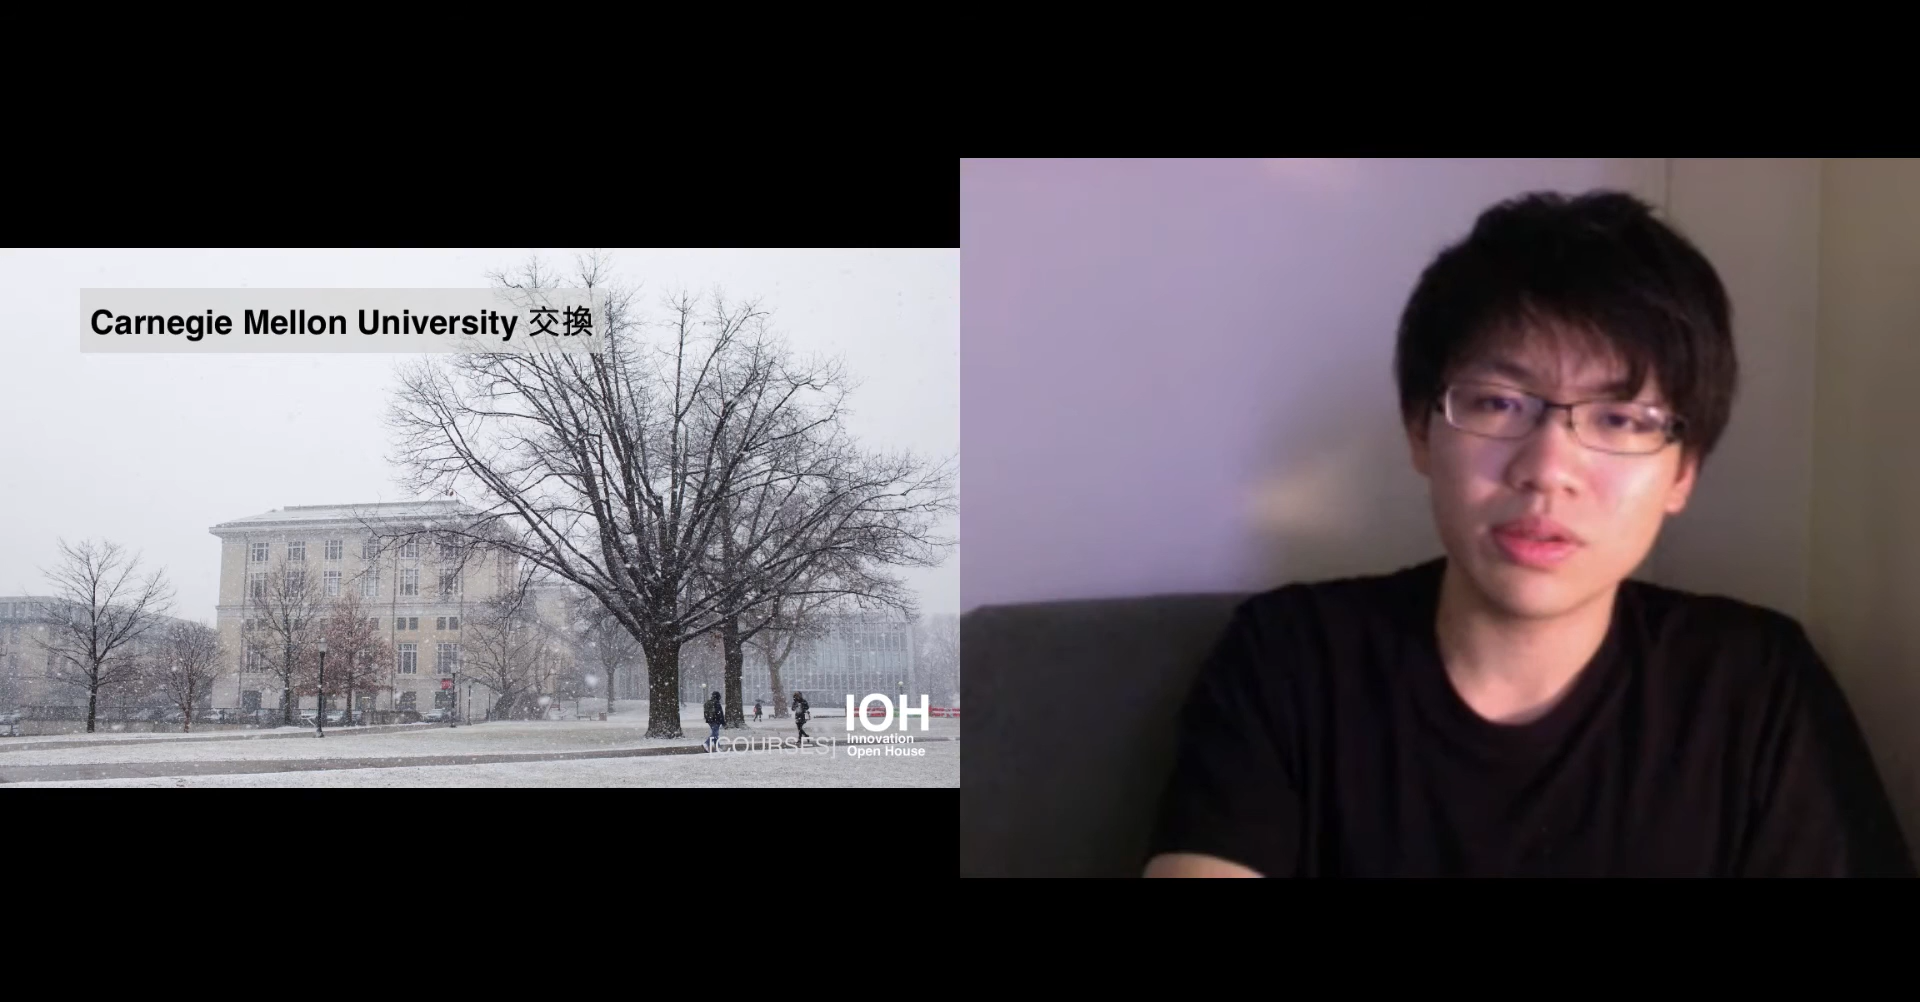 Carnegie Mellon University 交換
[COURSES]
IOH
Innovation
Open House